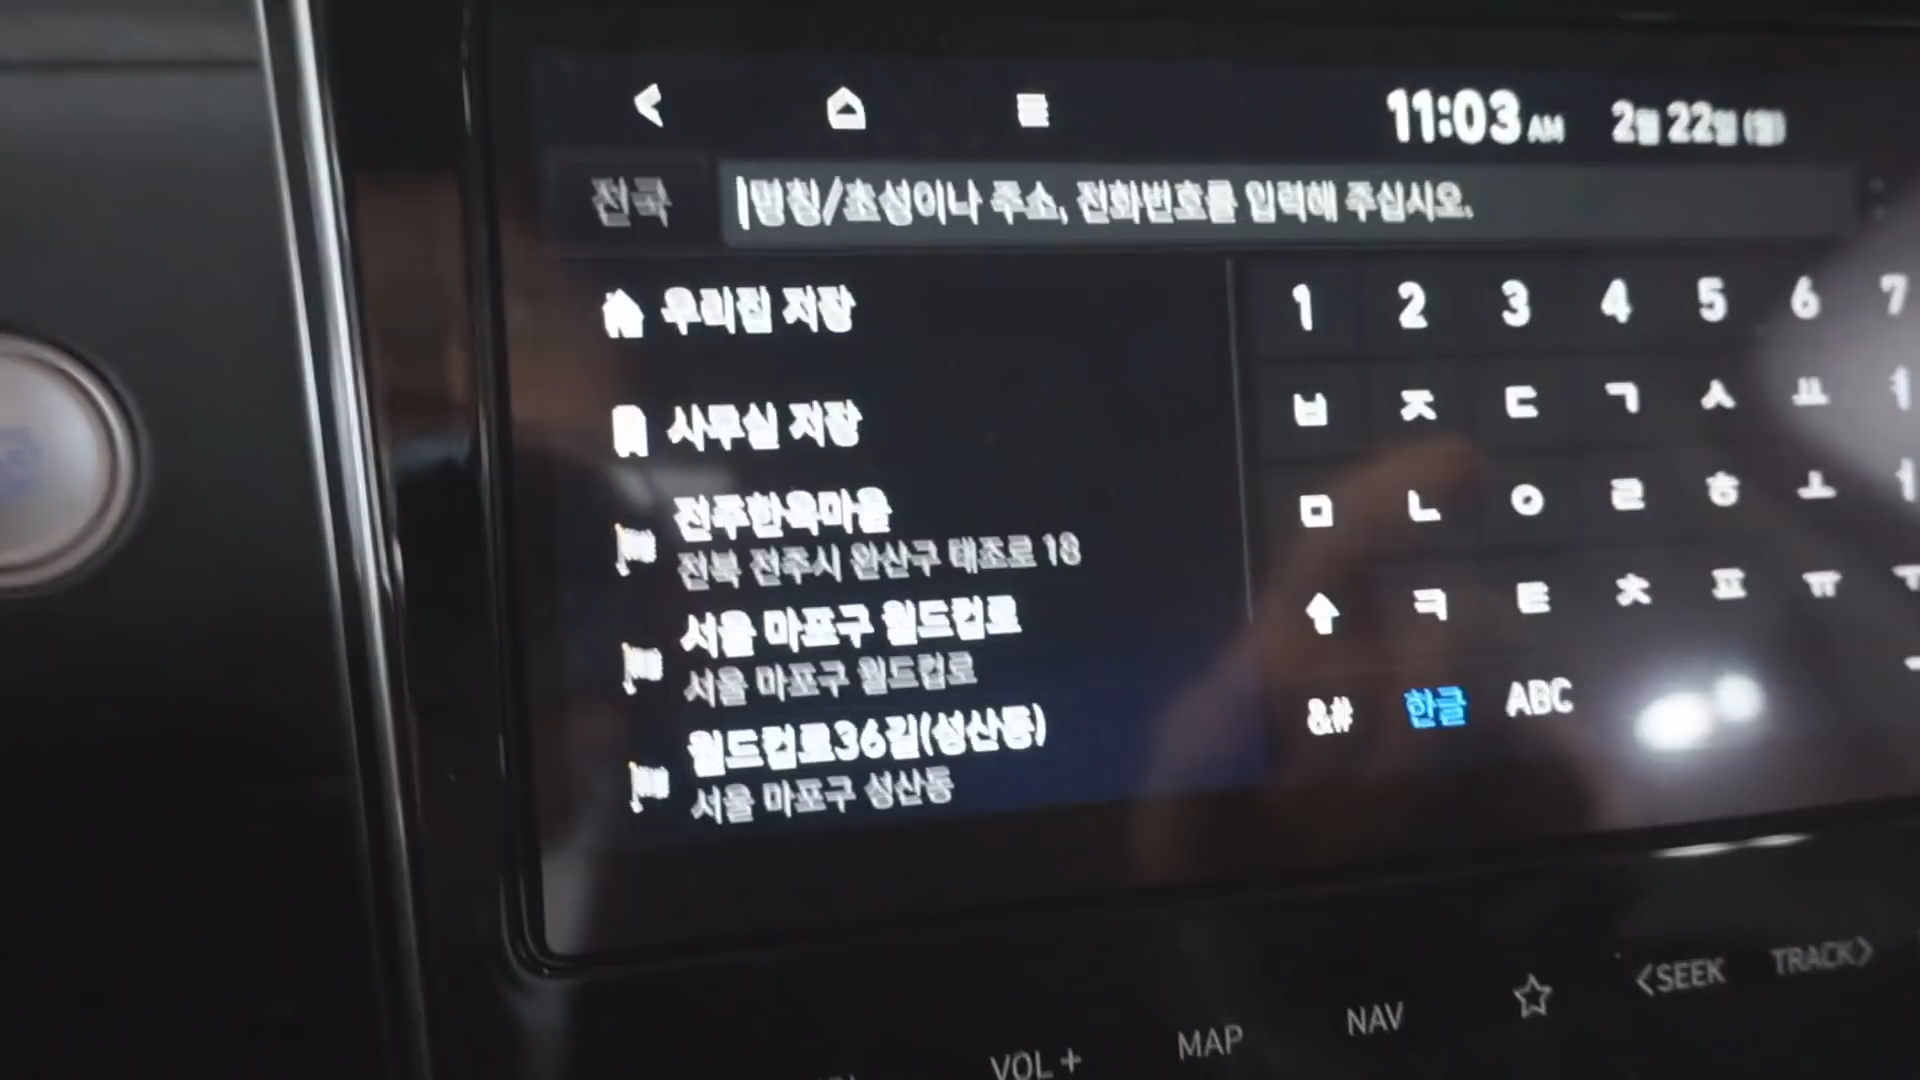 11:03 AM 2월 22일 (월)
전국 명칭/초성이나 주소, 전화번호를 입력해 주십시오.
우리집 저장
사무실 저장
전주한옥마을
전북 전주시 완산구 태조로 18
서울 마포구 월드컵로
서울 마포구 월드컵로
월드컵로36길(성산동)
서울 마포구 성산동
1 2 3 4 5 6 7
ㅂ ㅈ ㄷ ㄱ ㅅ ㅛ ㅕ
ㅁ ㄴ ㅇ ㄹ ㅎ ㅗ ㅓ
ㅋ ㅌ ㅊ ㅍ ㅠ ㅜ
&# 한글 ABC
VOL + MAP NAV <SEEK TRACK>